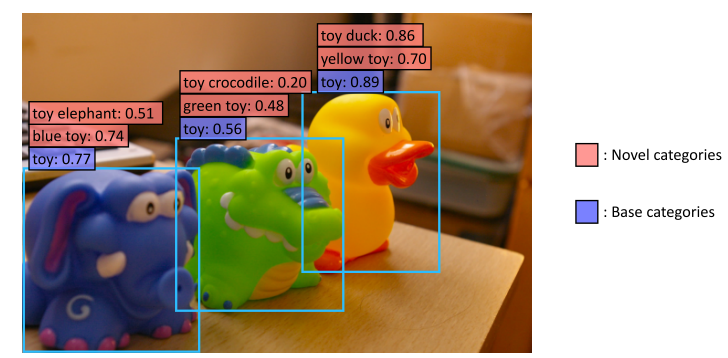 toy duck: 0.86
yellow toy: 0.70
toy: 0.89
toy crocodile: 0.20
green toy: 0.48
toy: 0.56
toy elephant: 0.51
blue toy: 0.74
toy: 0.77
: Novel categories
: Base categories